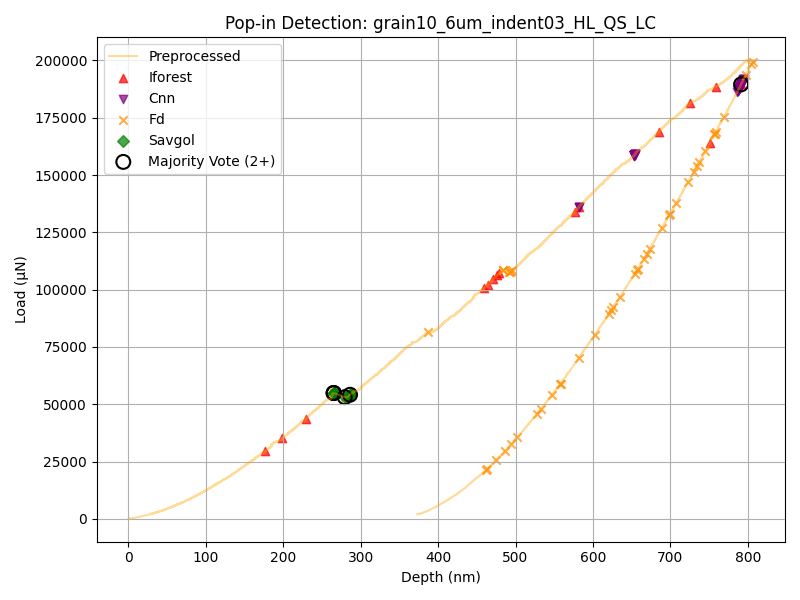 Pop-in Detection: grain10_6um_indent03_HL_QS_LC
Preprocessed
Iforest
Cnn
Fd
Savgol
Majority Vote (2+)
200000
175000
150000
125000
100000
75000
50000
25000
0
Load (μN)
0 100 200 300 400 500 600 700 800
Depth (nm)